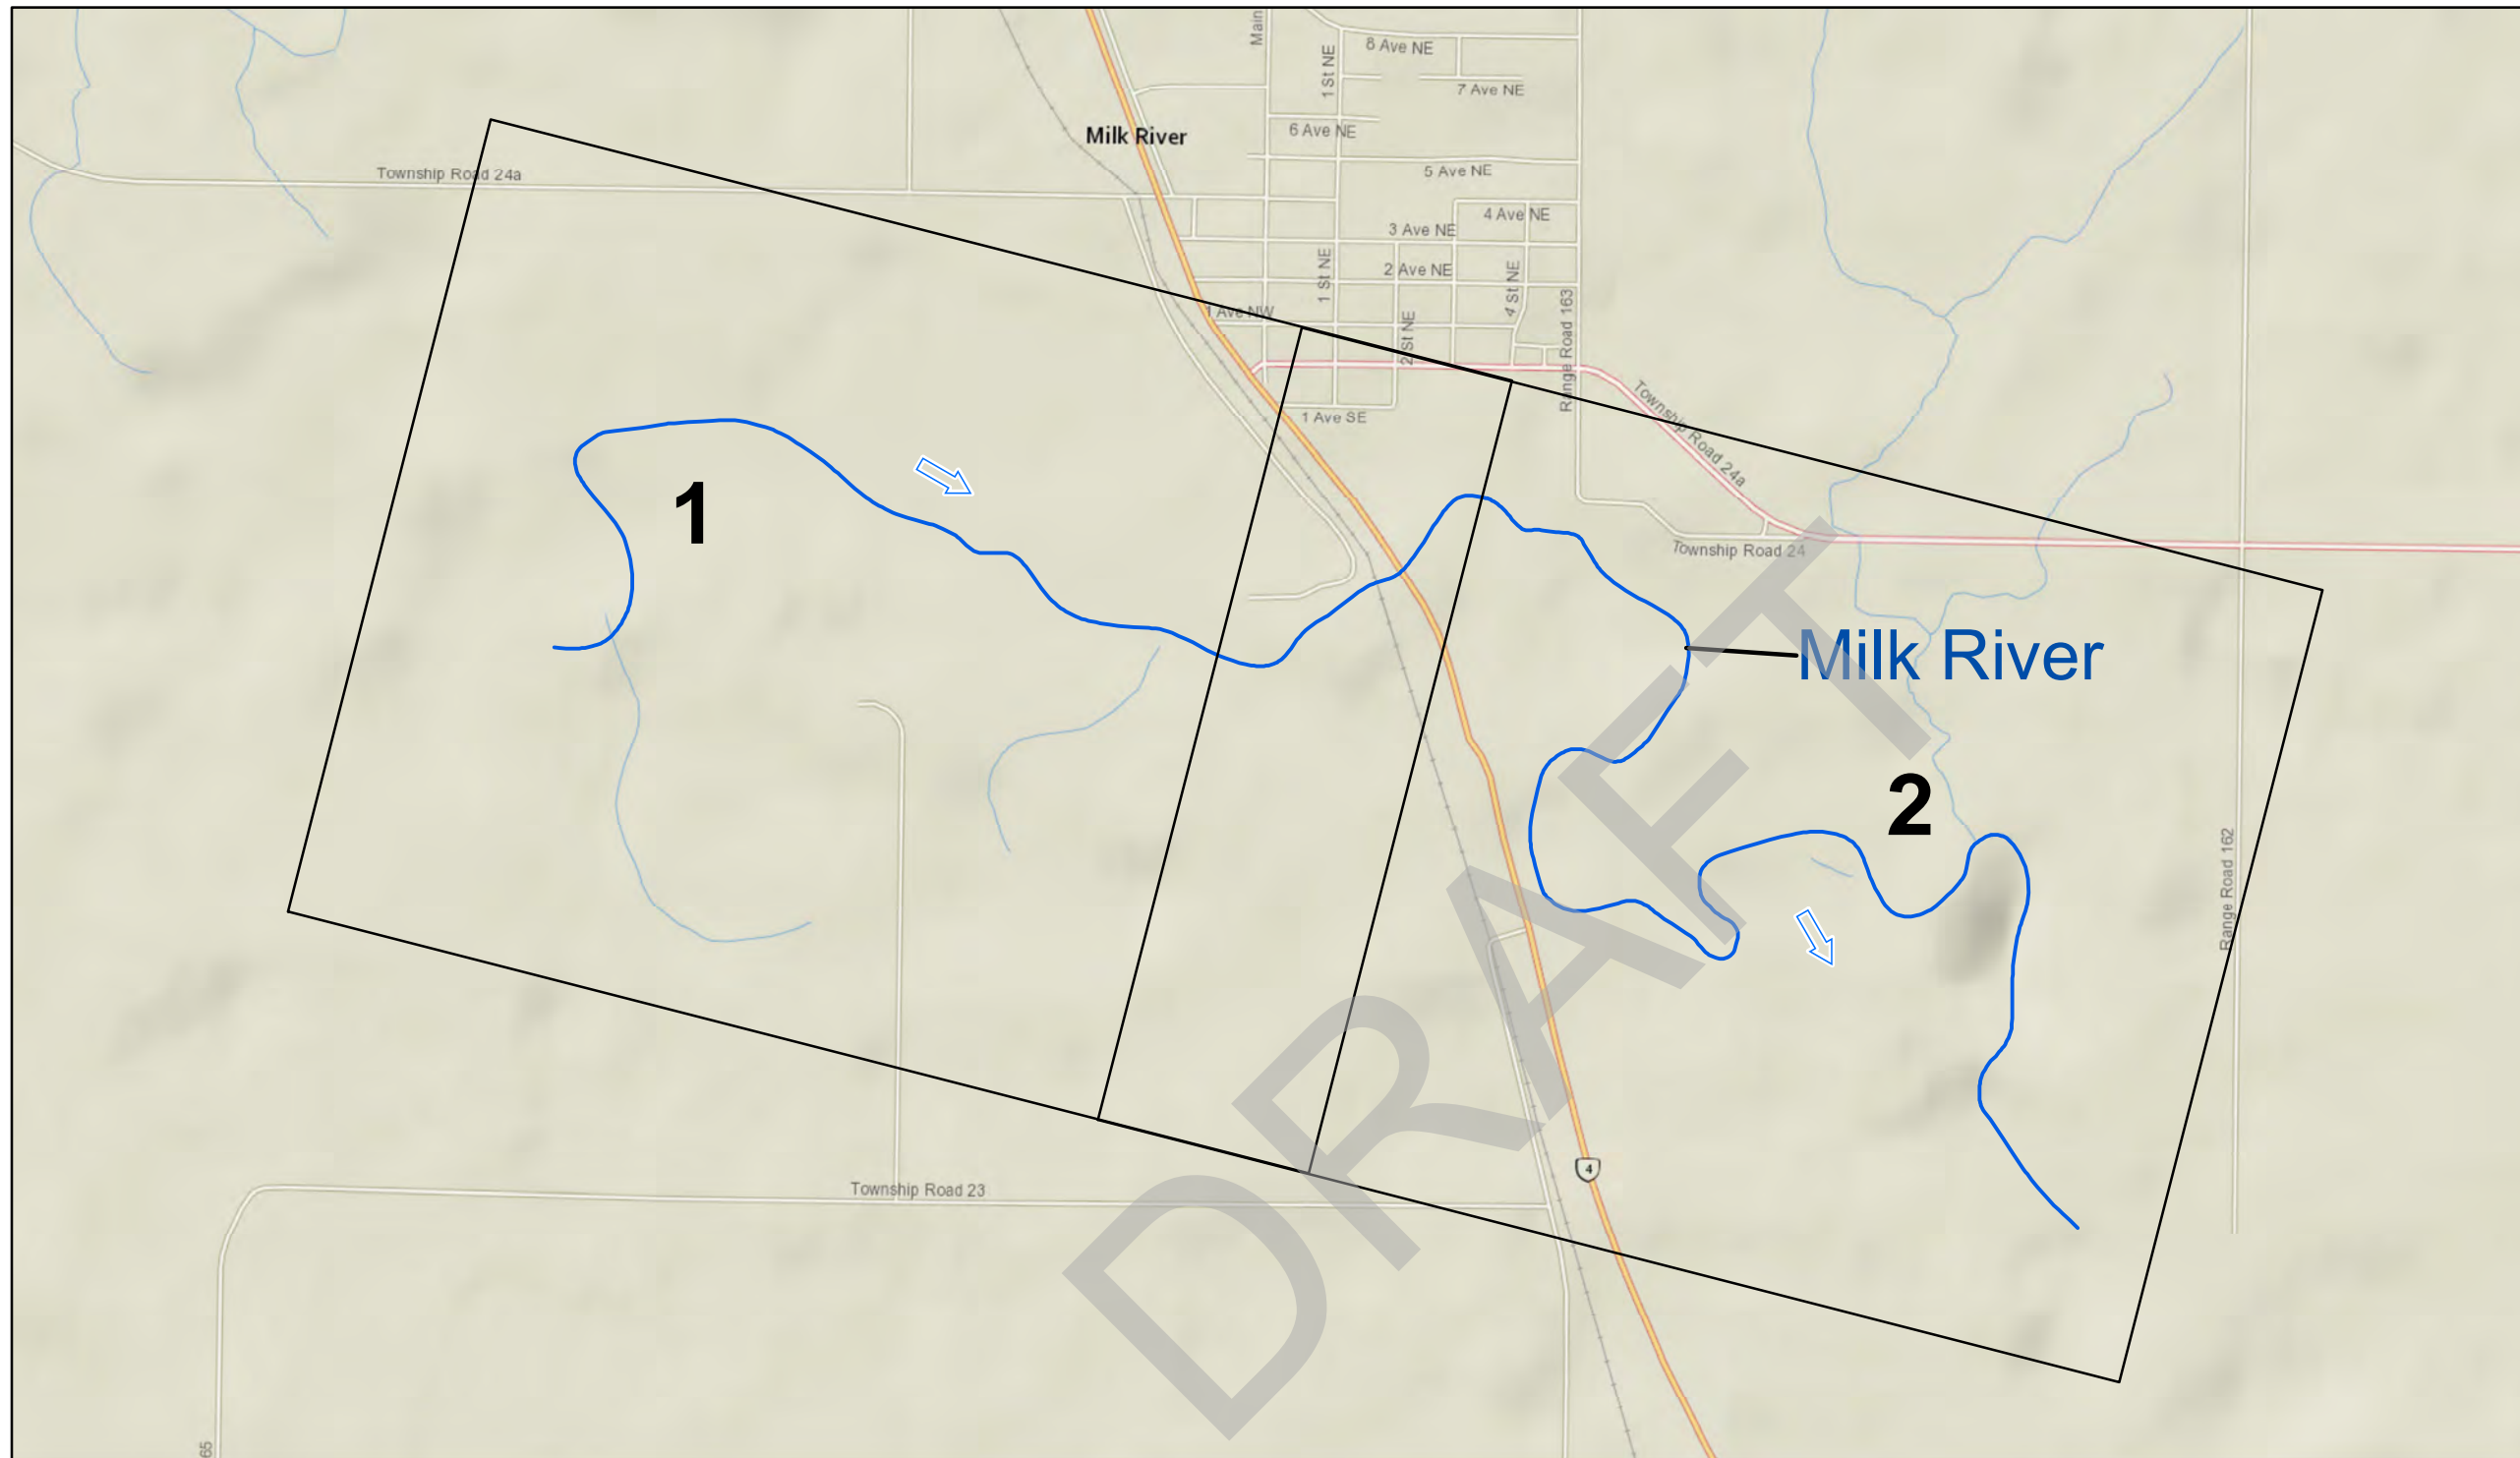 Main
8 Ave NE
1 St NE
7 Ave NE
6 Ave NE
Milk River
5 Ave NE
Township Road 24a
4 Ave NE
3 Ave NE
2 Ave NE
1 St NE
4 St NE
1 Ave NW
2 St NE
Range Road 163
1 Ave SE
Township Road 24a
1
Township Road 24
Milk River
2
Range Road 162
DRAFT
4
Township Road 23
65